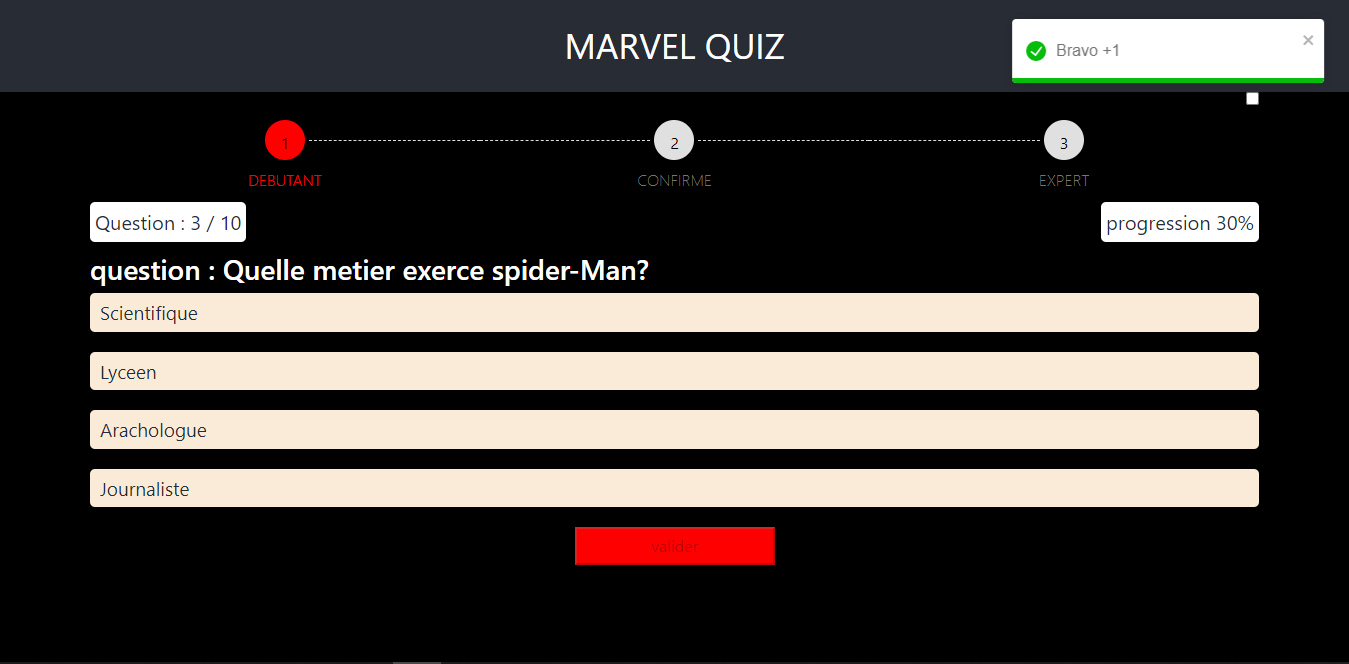 MARVEL QUIZ
Bravo +1
1
2
3
DEBUTANT
CONFIRME
EXPERT
Question : 3 / 10
progression 30%
question : Quelle metier exerce spider-Man?
Scientifique
Lyceen
Arachologue
Journaliste
valider